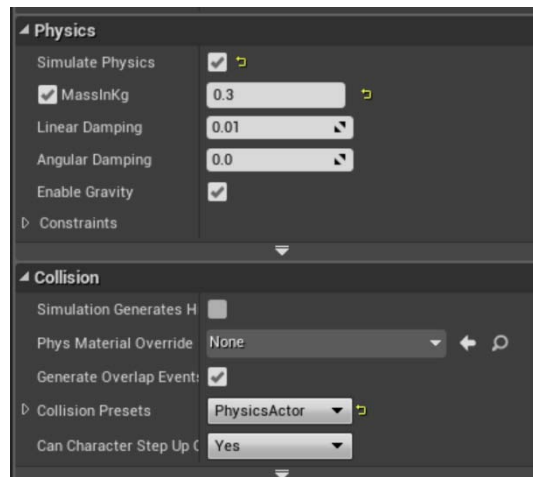 Physics
Simulate Physics
MassInKg 0.3
Linear Damping 0.01
Angular Damping 0.0
Enable Gravity
Constraints
Collision
Simulation Generates H
Phys Material Override None
Generate Overlap Events
Collision Presets PhysicsActor
Can Character Step Up O Yes